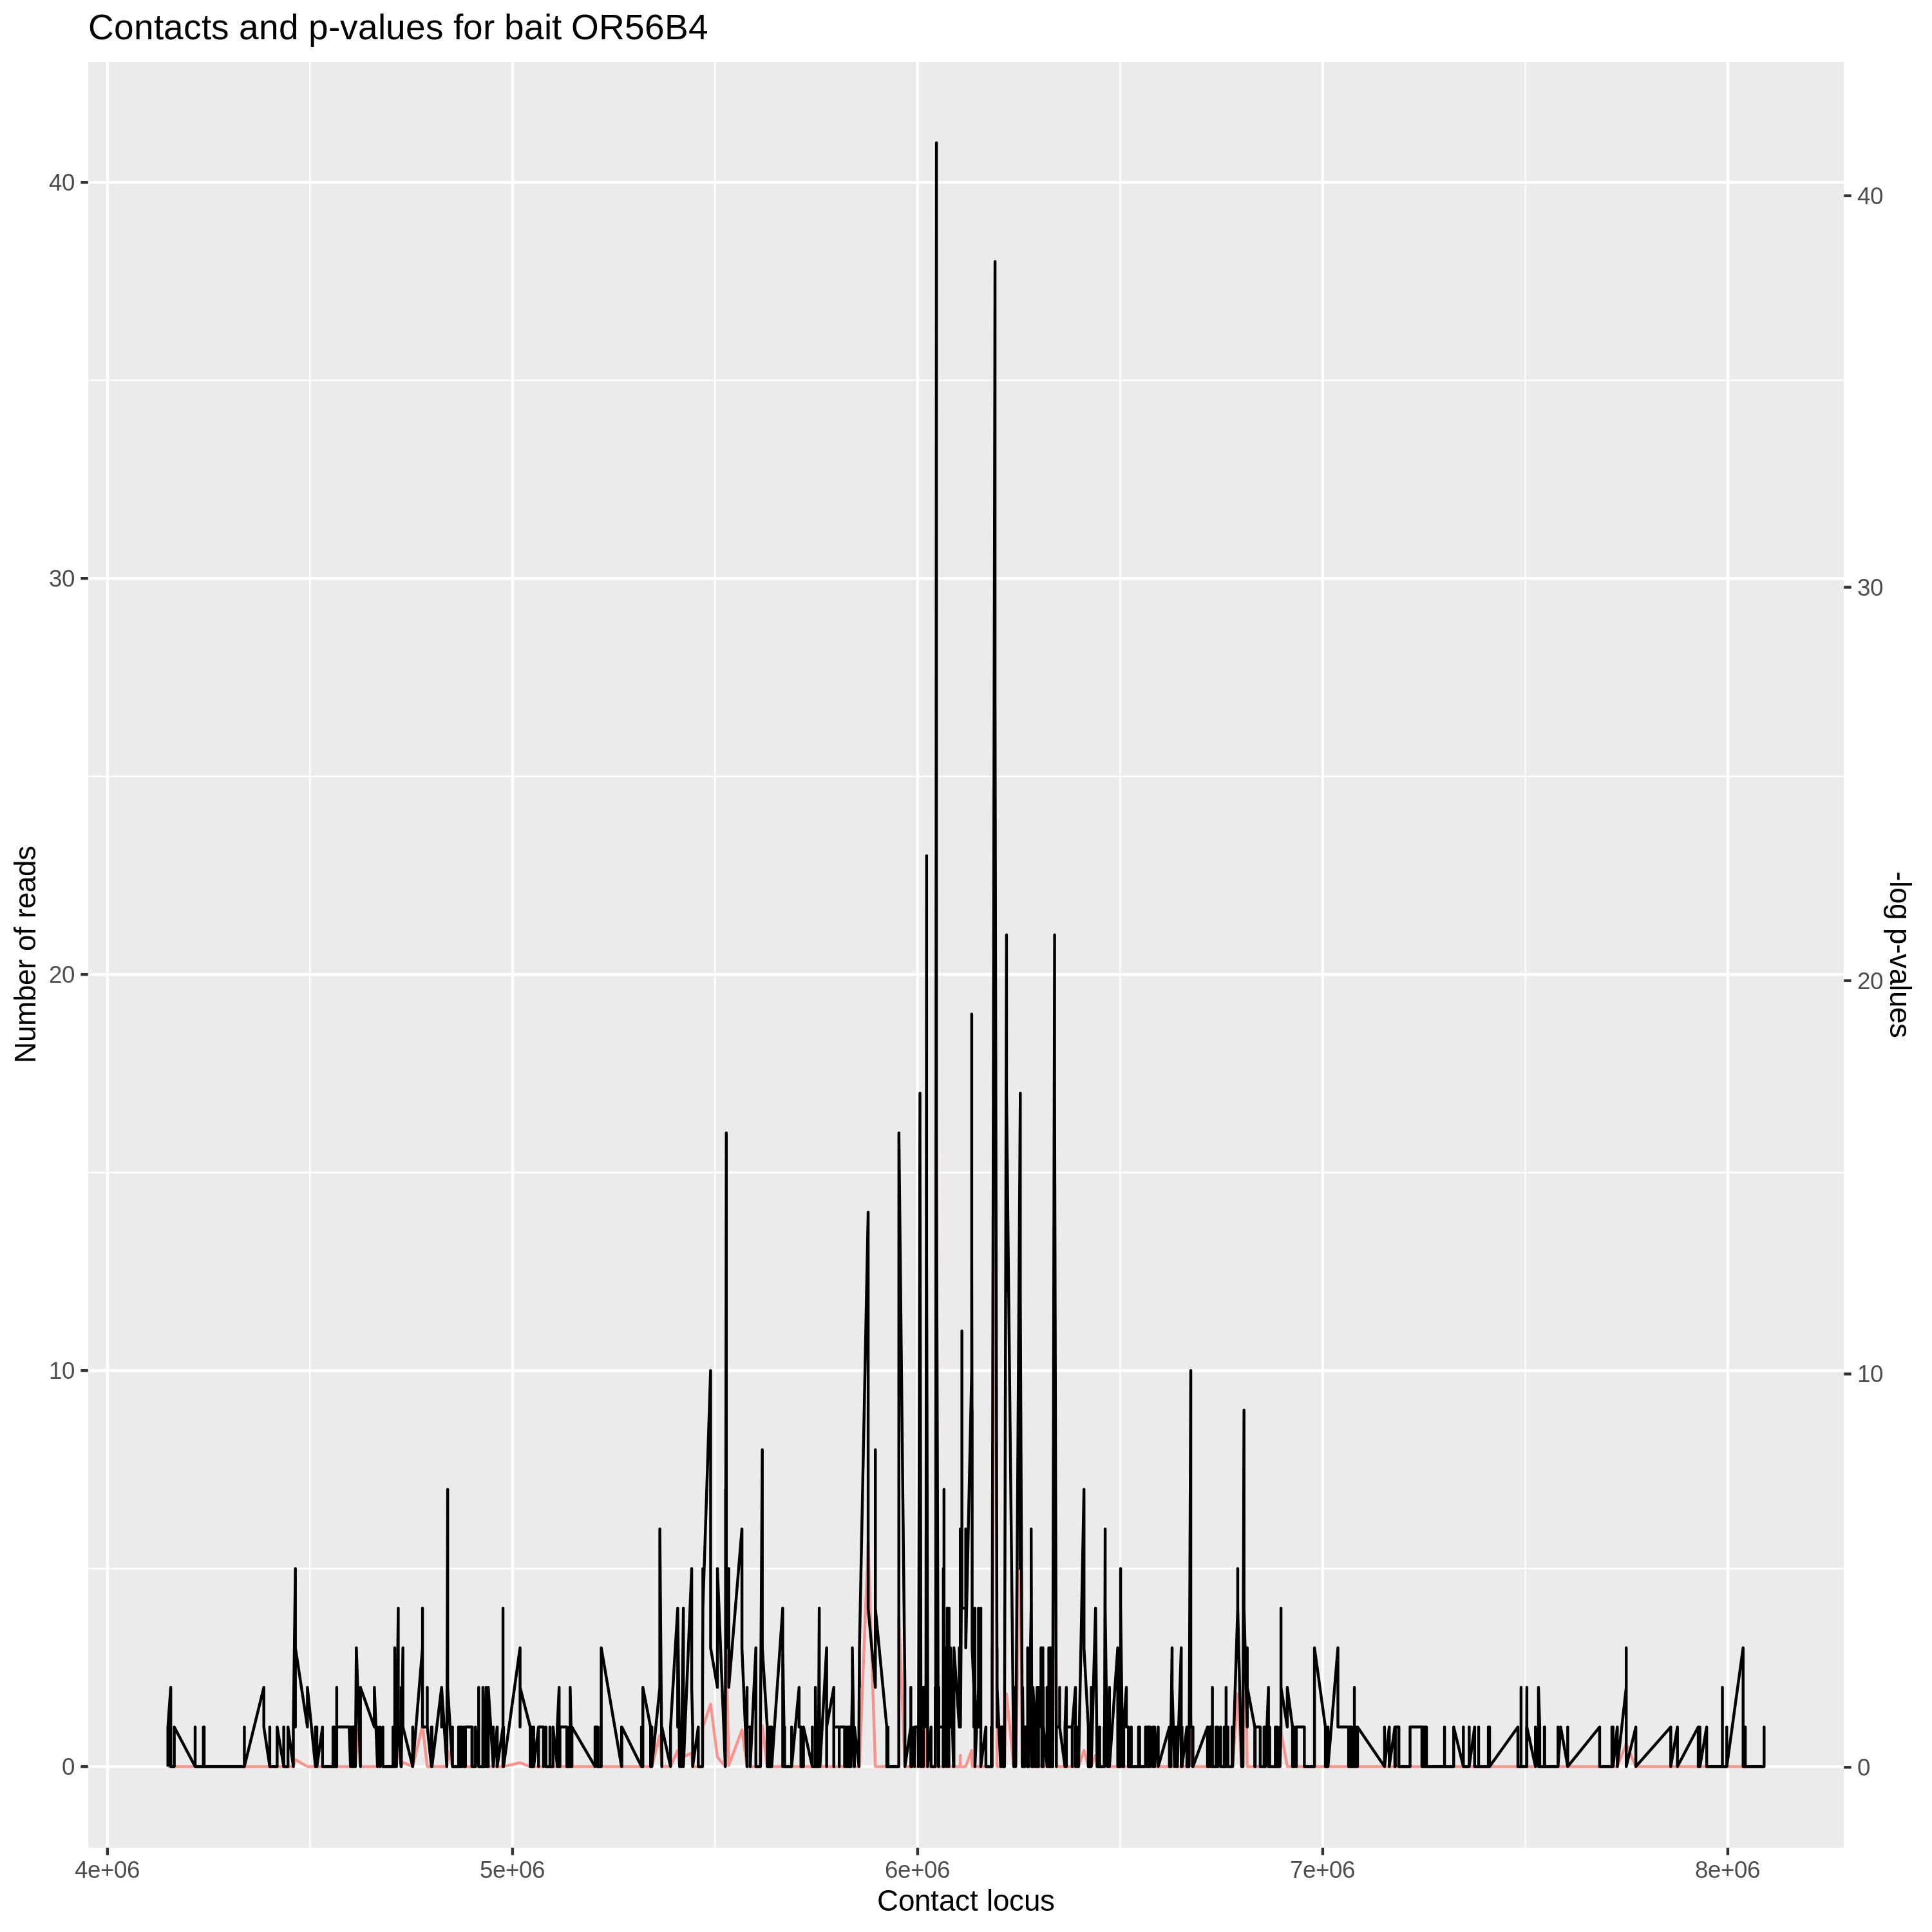 Contacts and p-values for bait OR56B4
40
30
20
10
0
Number of reads
40
30
20
10
0
-log p-values
4e+06 5e+06 6e+06 7e+06 8e+06
Contact locus